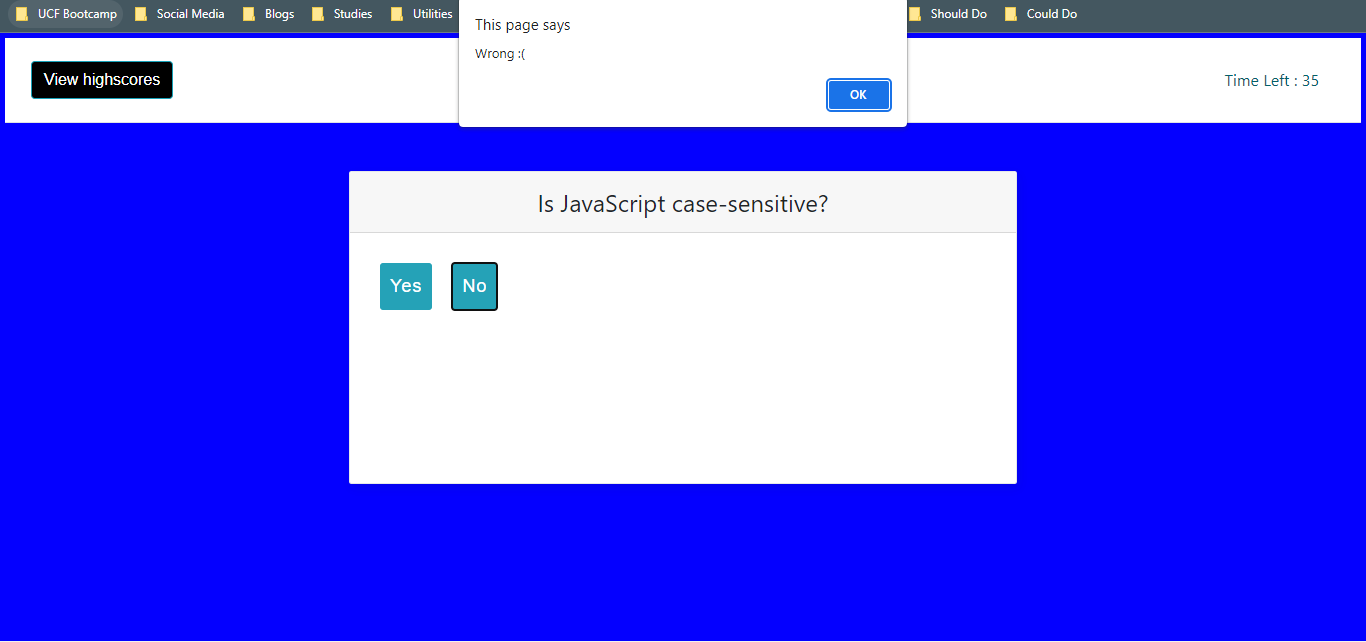 UCF Bootcamp Social Media Blogs Studies Utilities Should Do Could Do
This page says
Wrong :(
OK
View highscores
Time Left : 35
Is JavaScript case-sensitive?
Yes No